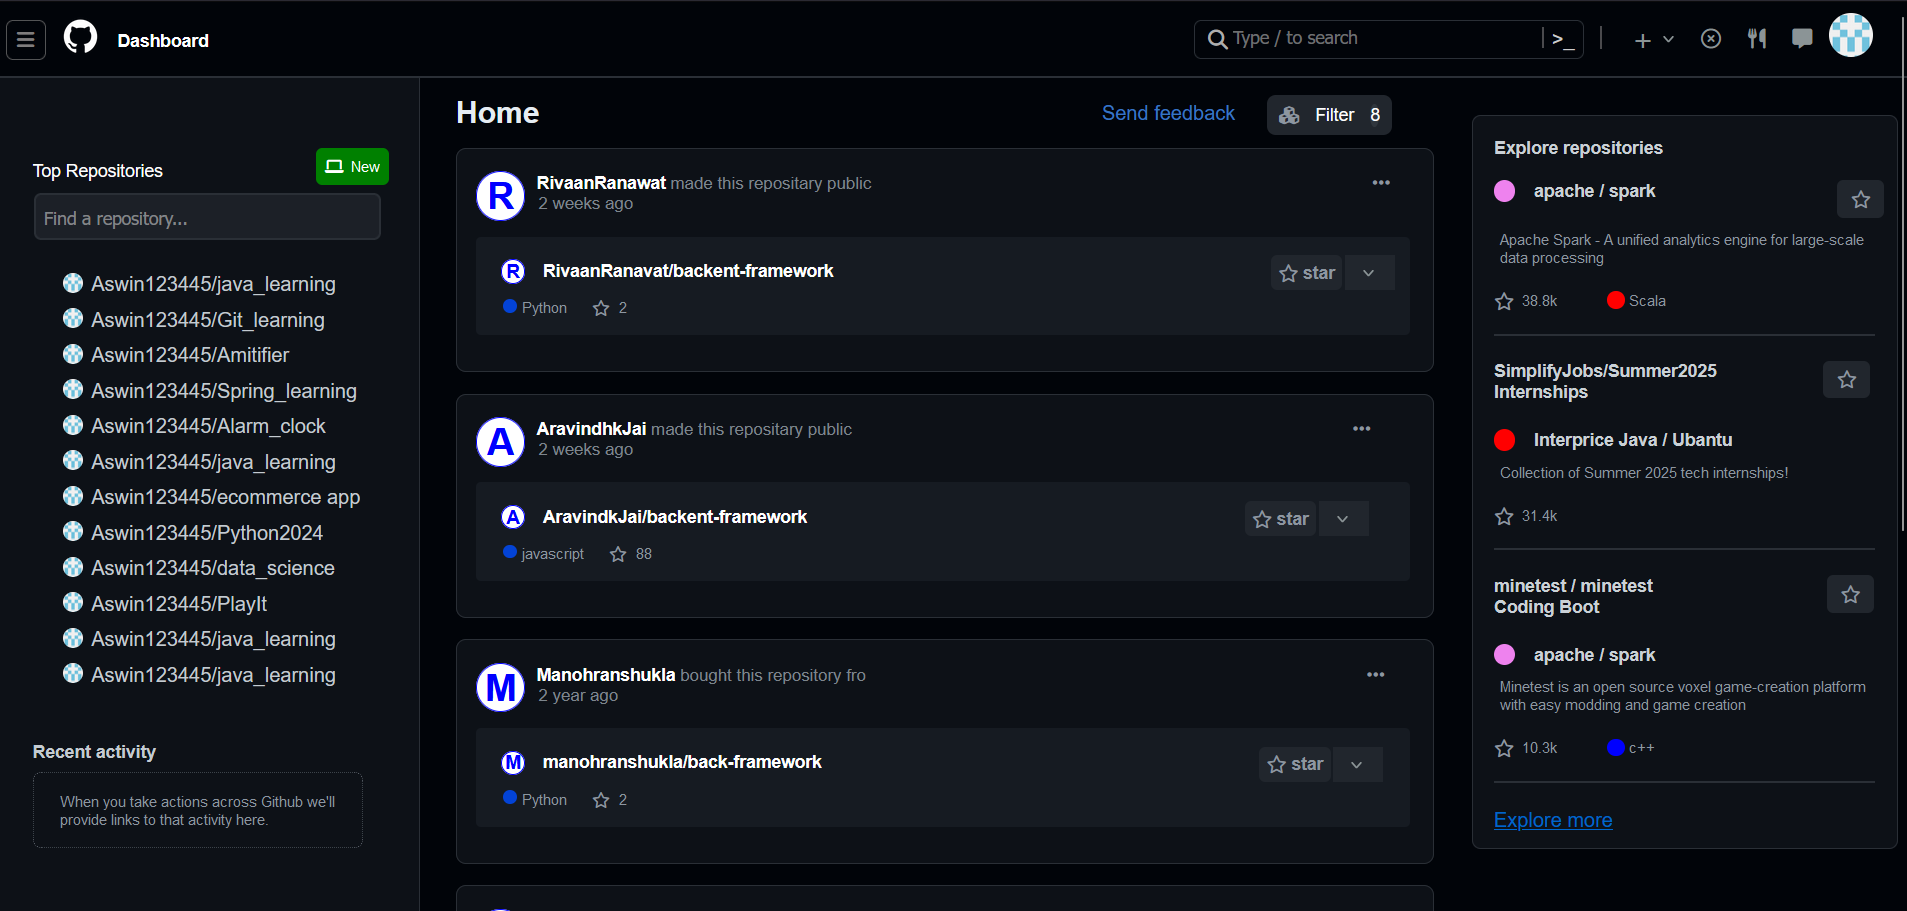 Dashboard
Type / to search
>_
Top Repositories
New
Find a repository...
Aswin123445/java_learning
Aswin123445/Git_learning
Aswin123445/Amitifier
Aswin123445/Spring_learning
Aswin123445/Alarm_clock
Aswin123445/java_learning
Aswin123445/ecommerce app
Aswin123445/Python2024
Aswin123445/data_science
Aswin123445/PlayIt
Aswin123445/java_learning
Aswin123445/java_learning
Recent activity
When you take actions across Github we'll
provide links to that activity here.
Home
Send feedback
Filter 8
R
RivaanRanawat made this repositary public
2 weeks ago
R
RivaanRanavat/backent-framework
star
Python
2
A
AravindhkJai made this repositary public
2 weeks ago
A
AravindkJai/backent-framework
star
javascript
88
M
Manohranshukla bought this repository fro
2 year ago
M
manohranshukla/back-framework
star
Python
2
Explore repositories
apache / spark
Apache Spark - A unified analytics engine for large-scale
data processing
38.8k
Scala
SimplifyJobs/Summer2025
Internships
Interprice Java / Ubantu
Collection of Summer 2025 tech internships!
31.4k
minetest / minetest
Coding Boot
apache / spark
Minetest is an open source voxel game-creation platform
with easy modding and game creation
10.3k
c++
Explore more